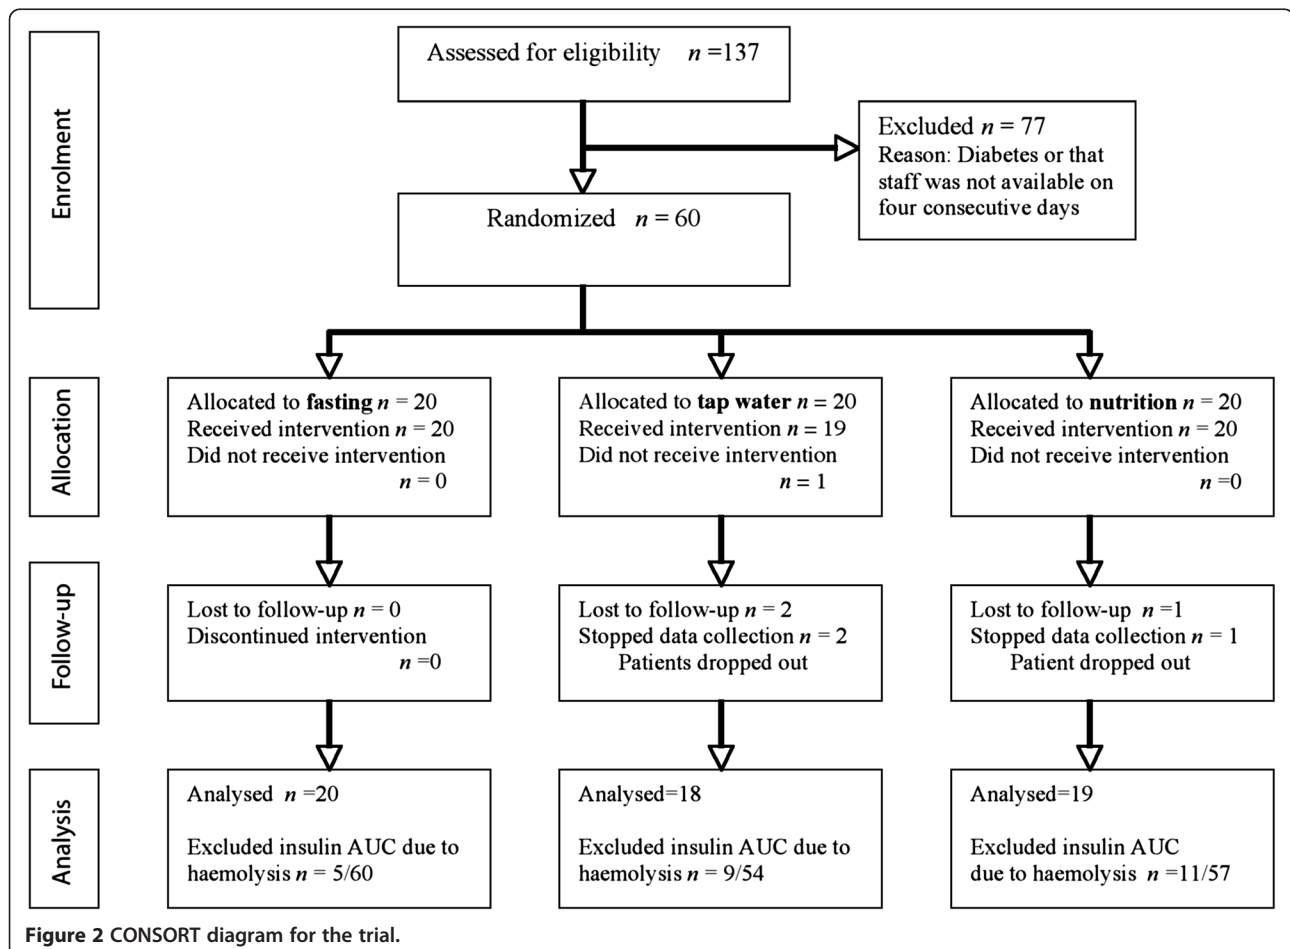 Enrolment
Assessed for eligibility n =137
Excluded n = 77
Reason: Diabetes or that
staff was not available on
four consecutive days
Randomized n = 60
Allocation
Allocated to fasting n = 20
Received intervention n = 20
Did not receive intervention
n = 0
Allocated to tap water n = 20
Received intervention n = 19
Did not receive intervention
n = 1
Allocated to nutrition n = 20
Received intervention n = 20
Did not receive intervention
n =0
Follow-up
Lost to follow-up n = 0
Discontinued intervention
n =0
Lost to follow-up n = 2
Stopped data collection n = 2
Patients dropped out
Lost to follow-up n =1
Stopped data collection n = 1
Patient dropped out
Analysis
Analysed n =20
Excluded insulin AUC due to
haemolysis n = 5/60
Analysed=18
Excluded insulin AUC due to
haemolysis n = 9/54
Analysed=19
Excluded insulin AUC
due to haemolysis n =11/57
Figure 2 CONSORT diagram for the trial.